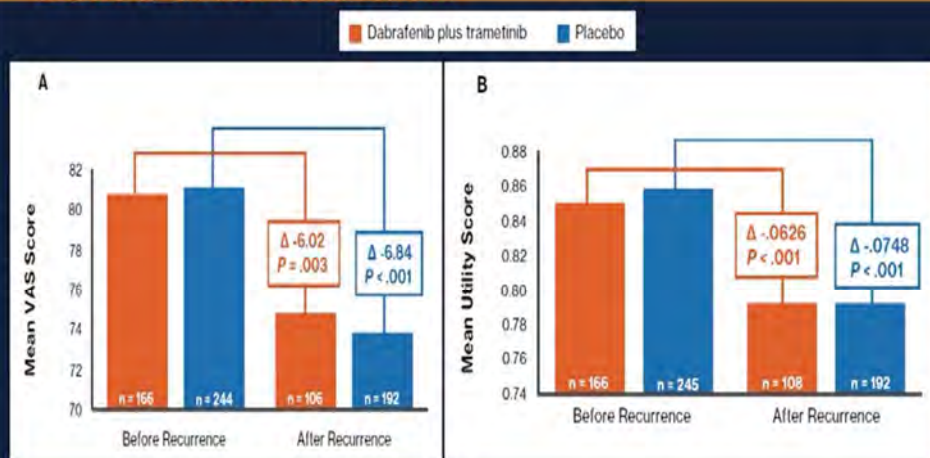 Dabrafenib plus trametinib
Placebo
A
Mean VAS Score
82
80
78
76
74
72
70
Δ -6.02
P = .003
Δ -6.84
P < .001
n = 166
n = 244
n = 106
n = 192
Before Recurrence
After Recurrence
B
Mean Utility Score
0.88
0.86
0.84
0.82
0.80
0.78
0.76
0.74
Δ -.0626
P < .001
Δ -.0748
P < .001
n = 166
n = 245
n = 108
n = 192
Before Recurrence
After Recurrence